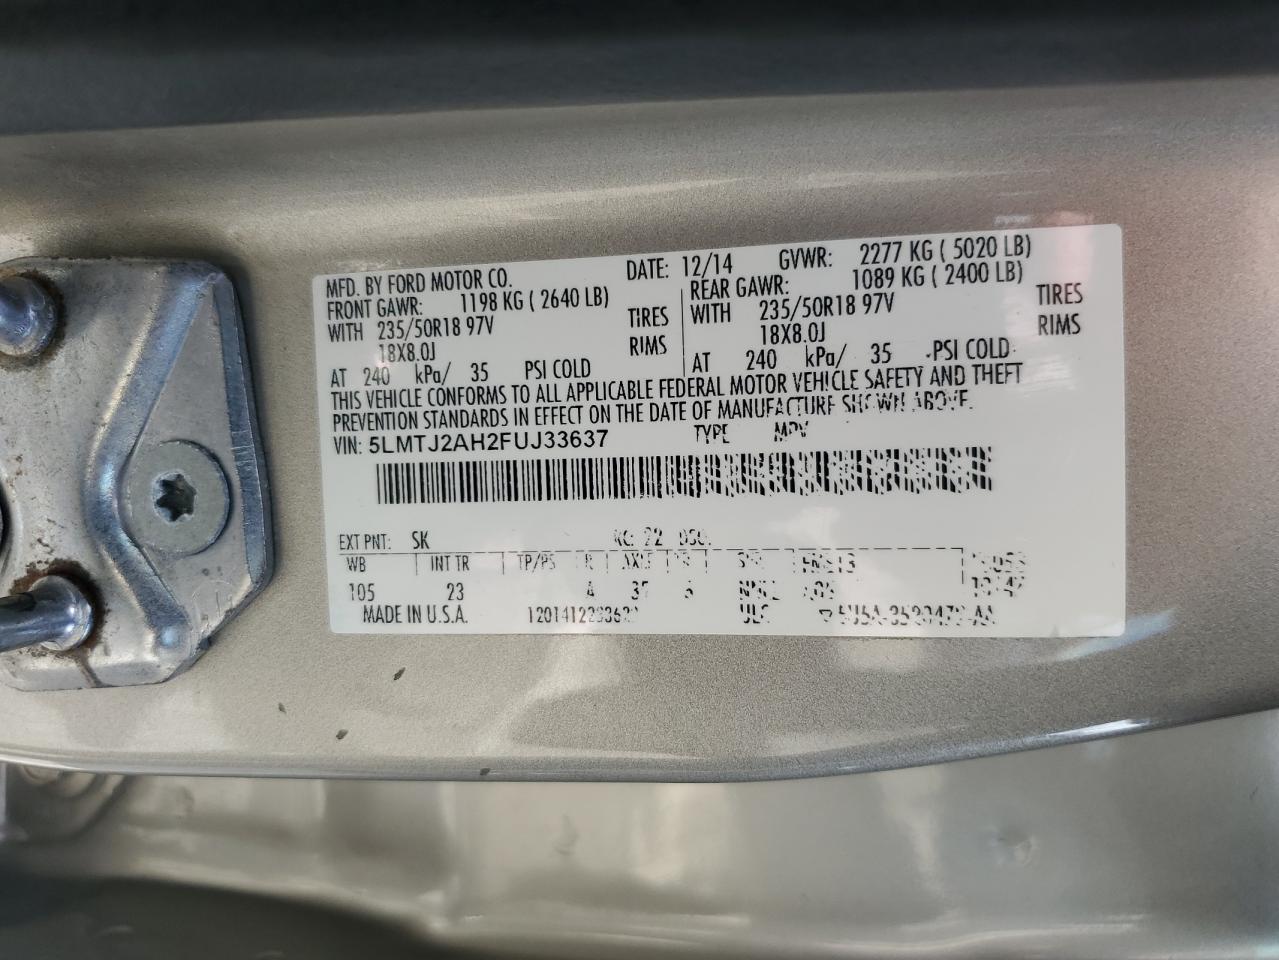 MFD. BY FORD MOTOR CO. DATE: 12/14 GVWR: 2277 KG ( 5020 LB)
FRONT GAWR: 1198 KG ( 2640 LB) REAR GAWR: 1089 KG ( 2400 LB)
WITH 235/50R18 97V TIRES WITH 235/50R18 97V TIRES
18X8.0J RIMS 18X8.0J RIMS
AT 240 kPa/ 35 PSI COLD AT 240 kPa/ 35 PSI COLD
THIS VEHICLE CONFORMS TO ALL APPLICABLE FEDERAL MOTOR VEHICLE SAFETY AND THEFT
PREVENTION STANDARDS IN EFFECT ON THE DATE OF MANUFACTURE SHOWN ABOVE.
VIN: 5LMTJ2AH2FUJ33637 TYPE MPV
EXT PNT: SK
WB INT TR TP/PS R AXLE
105 23 A
MADE IN U.S.A.